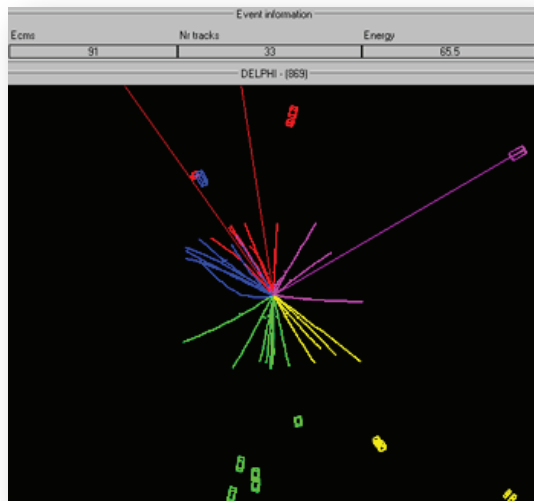 Event information
Ecms Nr tracks Energy
91 33 65.5
DELPHI - (869)